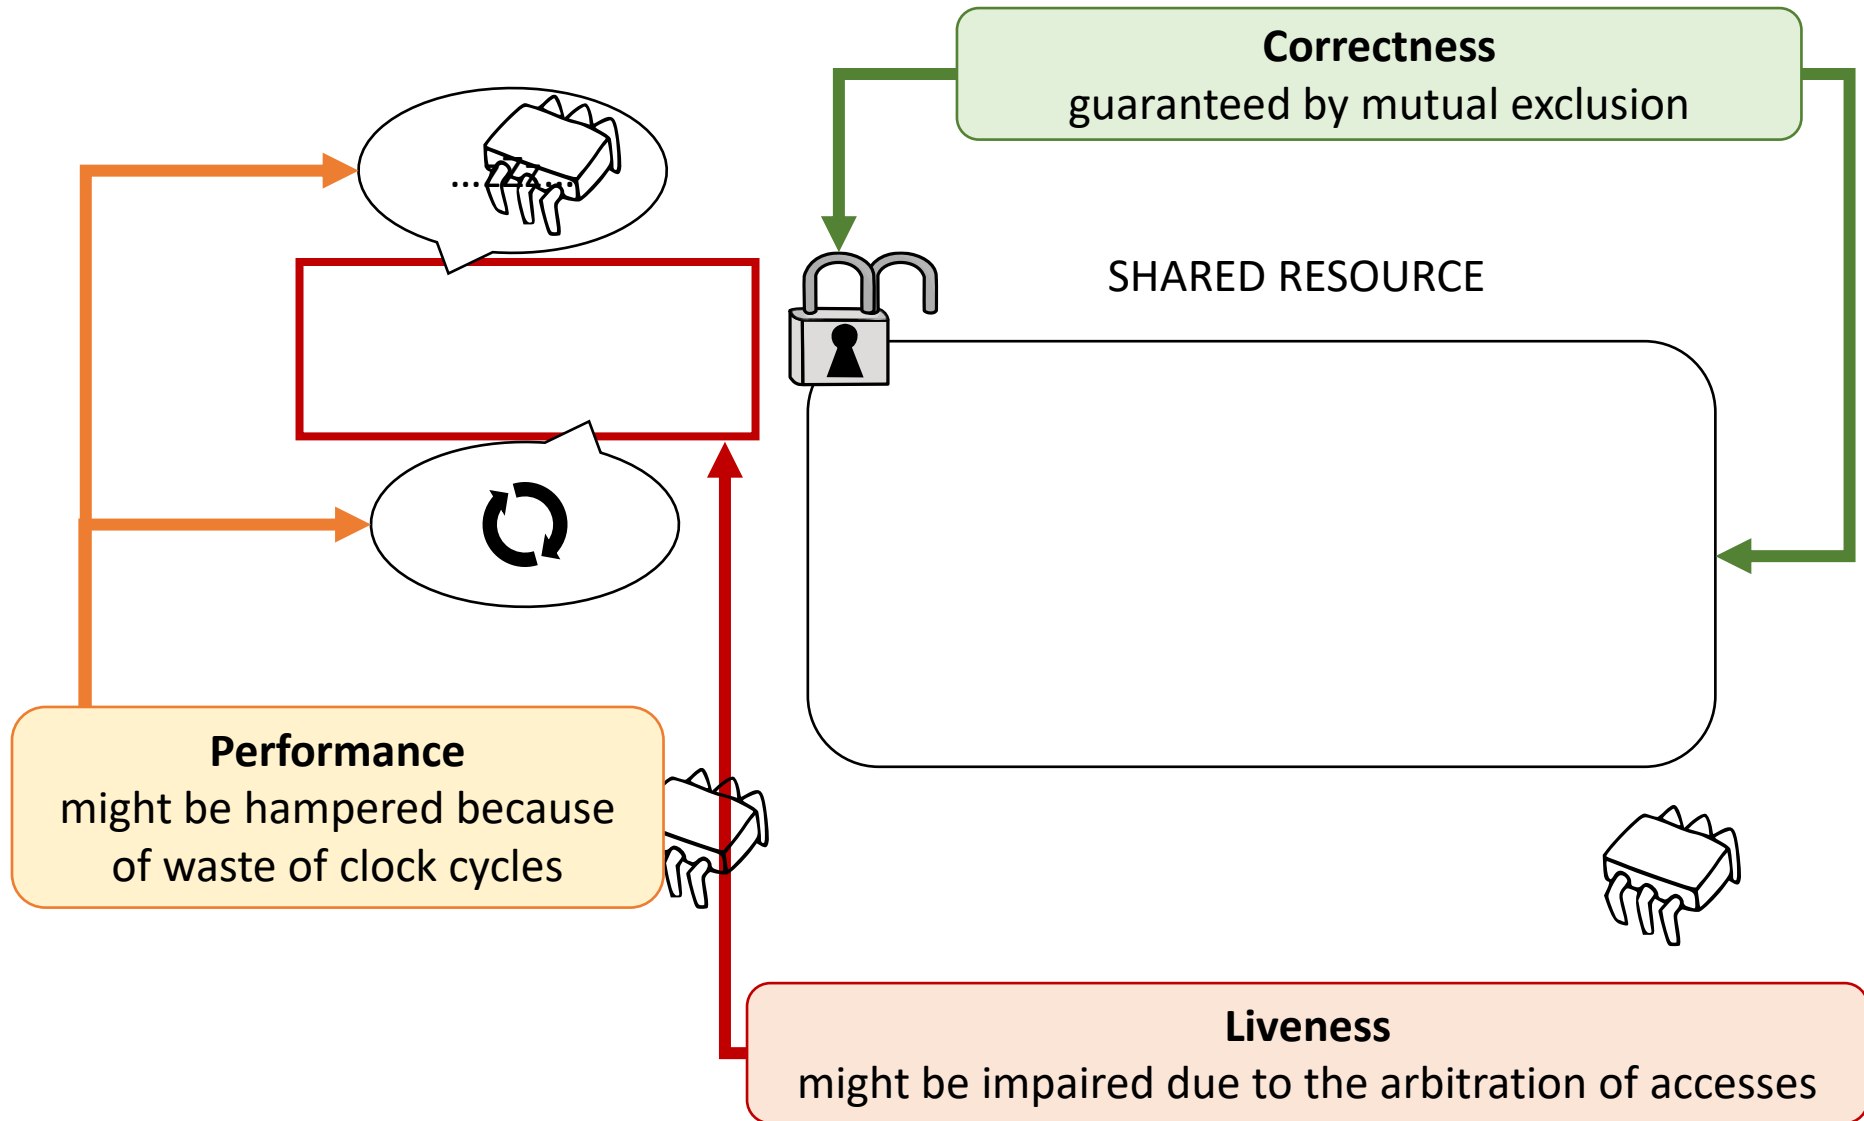 Correctness
guaranteed by mutual exclusion
SHARED RESOURCE
Performance
might be hampered because
of waste of clock cycles
Liveness
might be impaired due to the arbitration of accesses